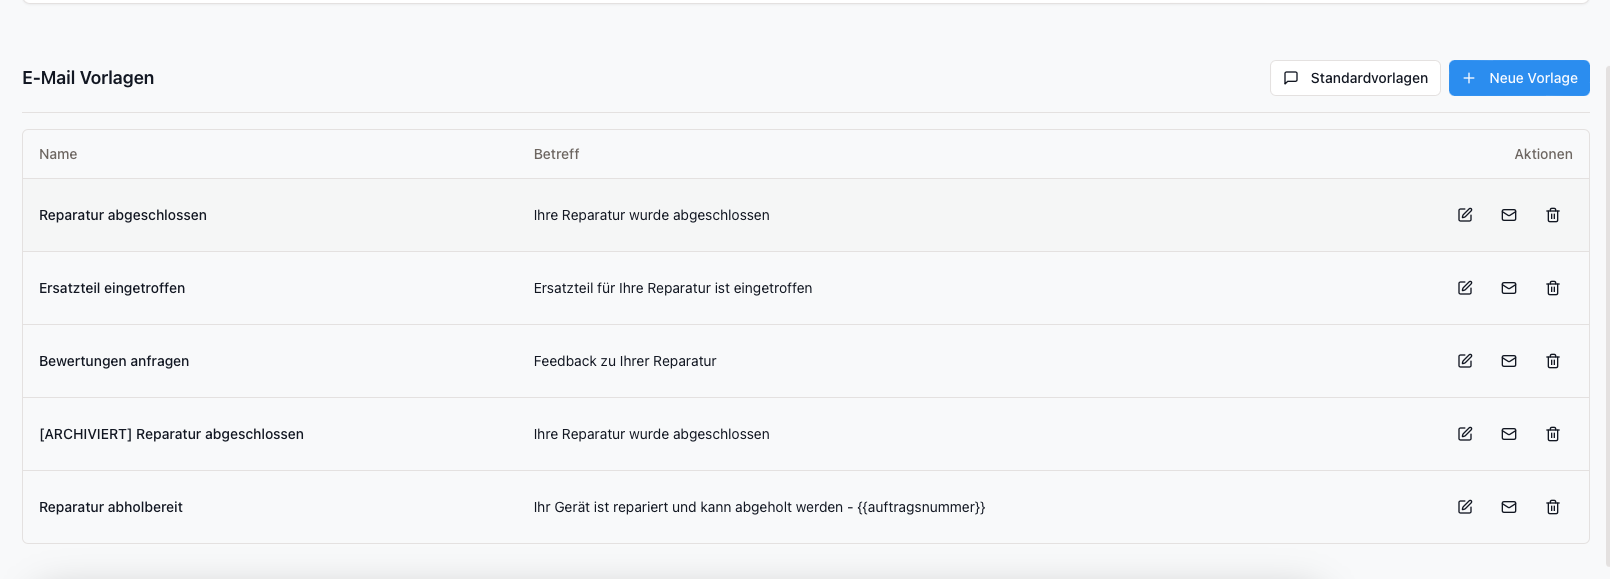 E-Mail Vorlagen
Standardvorlagen
Neue Vorlage
Name Betreff Aktionen
Reparatur abgeschlossen Ihre Reparatur wurde abgeschlossen
Ersatzteil eingetroffen Ersatzteil für Ihre Reparatur ist eingetroffen
Bewertungen anfragen Feedback zu Ihrer Reparatur
[ARCHIVIERT] Reparatur abgeschlossen Ihre Reparatur wurde abgeschlossen
Reparatur abholbereit Ihr Gerät ist repariert und kann abgeholt werden - {{auftragsnummer}}